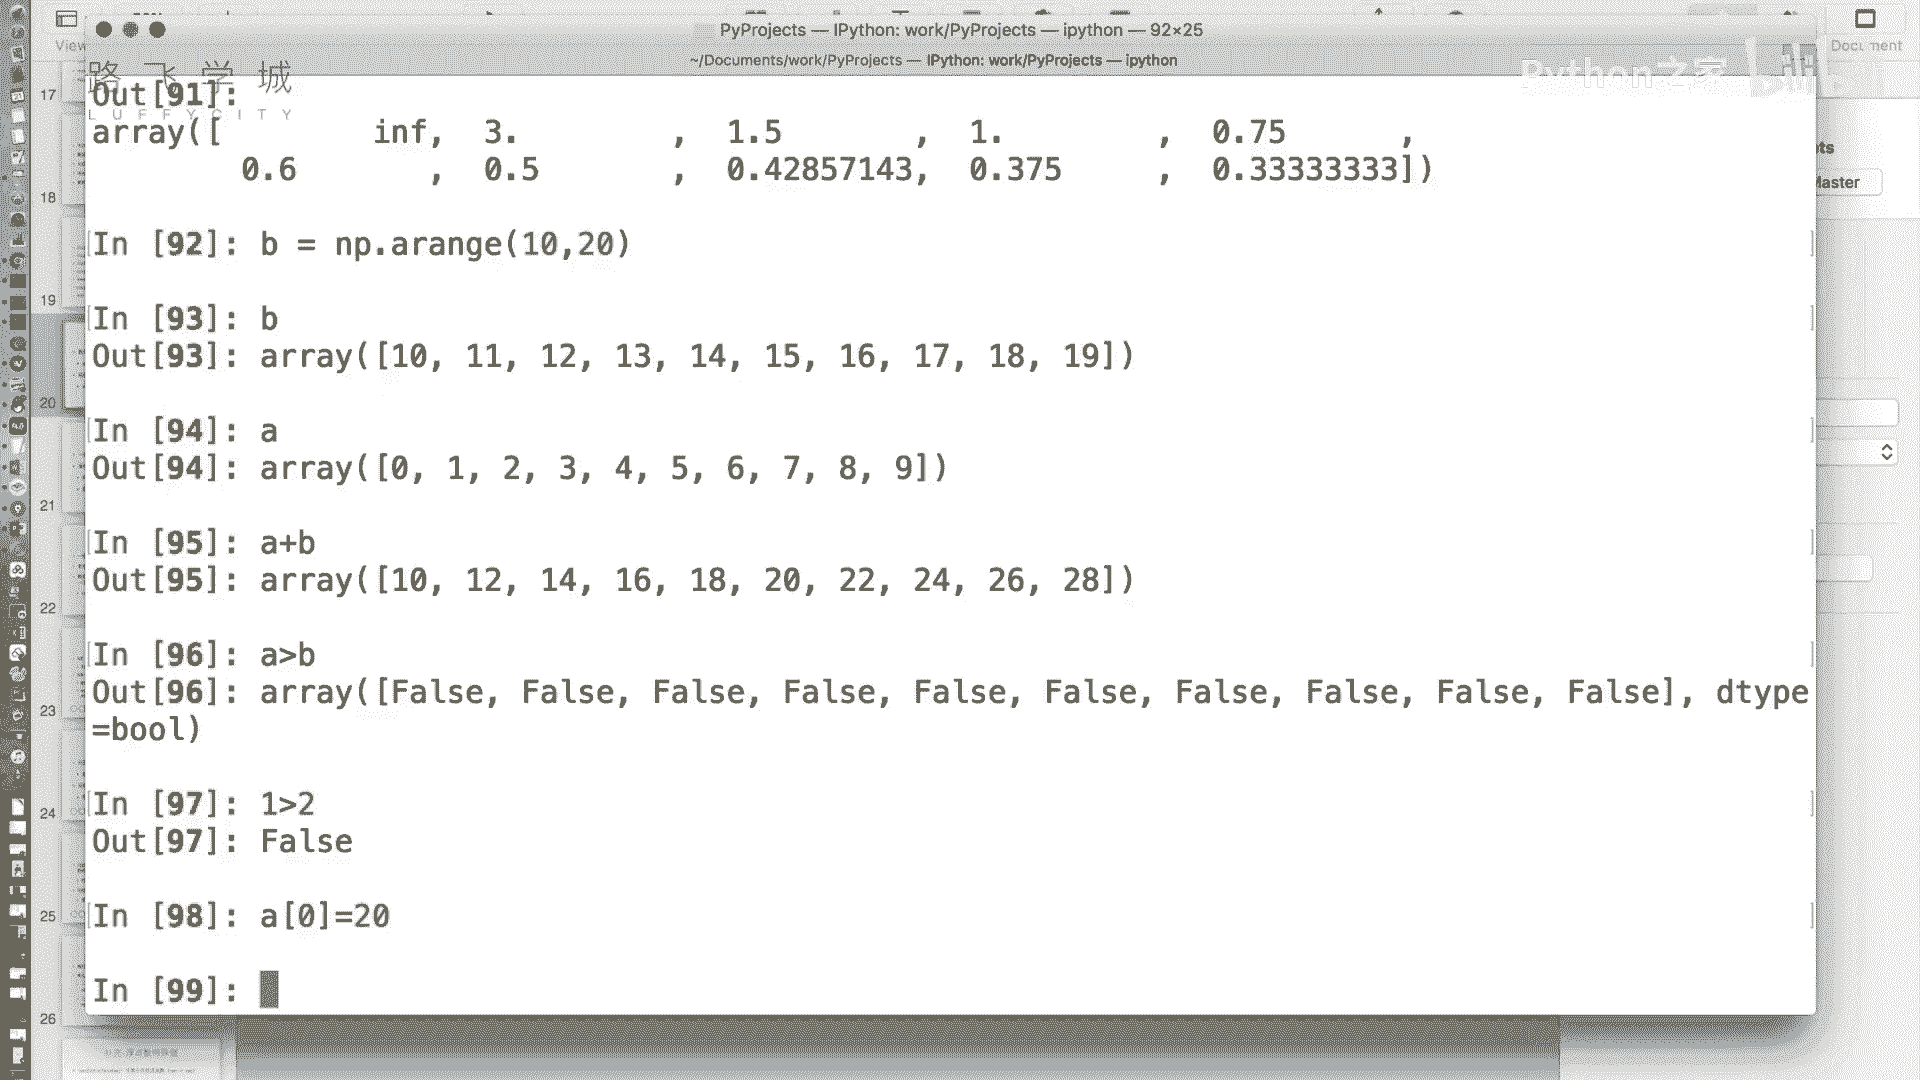 PyProjects — IPython: work/PyProjects — ipython — 92×25
View
Document
~/Documents/work/PyProjects — IPython: work/PyProjects — ipython
路飞学城
LUFFYCITY
Python之家
Out[91]:
array([        inf,  3.        ,  1.5       ,  1.        ,  0.75      ,
        0.6       ,  0.5       ,  0.42857143,  0.375     ,  0.33333333])
In [92]: b = np.arange(10,20)
In [93]: b
Out[93]: array([10, 11, 12, 13, 14, 15, 16, 17, 18, 19])
In [94]: a
Out[94]: array([0, 1, 2, 3, 4, 5, 6, 7, 8, 9])
In [95]: a+b
Out[95]: array([10, 12, 14, 16, 18, 20, 22, 24, 26, 28])
In [96]: a>b
Out[96]: array([False, False, False, False, False, False, False, False, False, False], dtype
=bool)
In [97]: 1>2
Out[97]: False
In [98]: a[0]=20
In [99]:
17
18
19
20
21
22
23
24
25
26